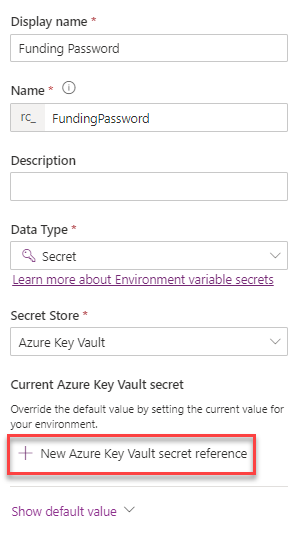 Display name *
Funding Password
Name *
rc_ FundingPassword
Description
Data Type *
Secret
Learn more about Environment variable secrets
Secret Store *
Azure Key Vault
Current Azure Key Vault secret
Override the default value by setting the current value for
your environment.
New Azure Key Vault secret reference
Show default value